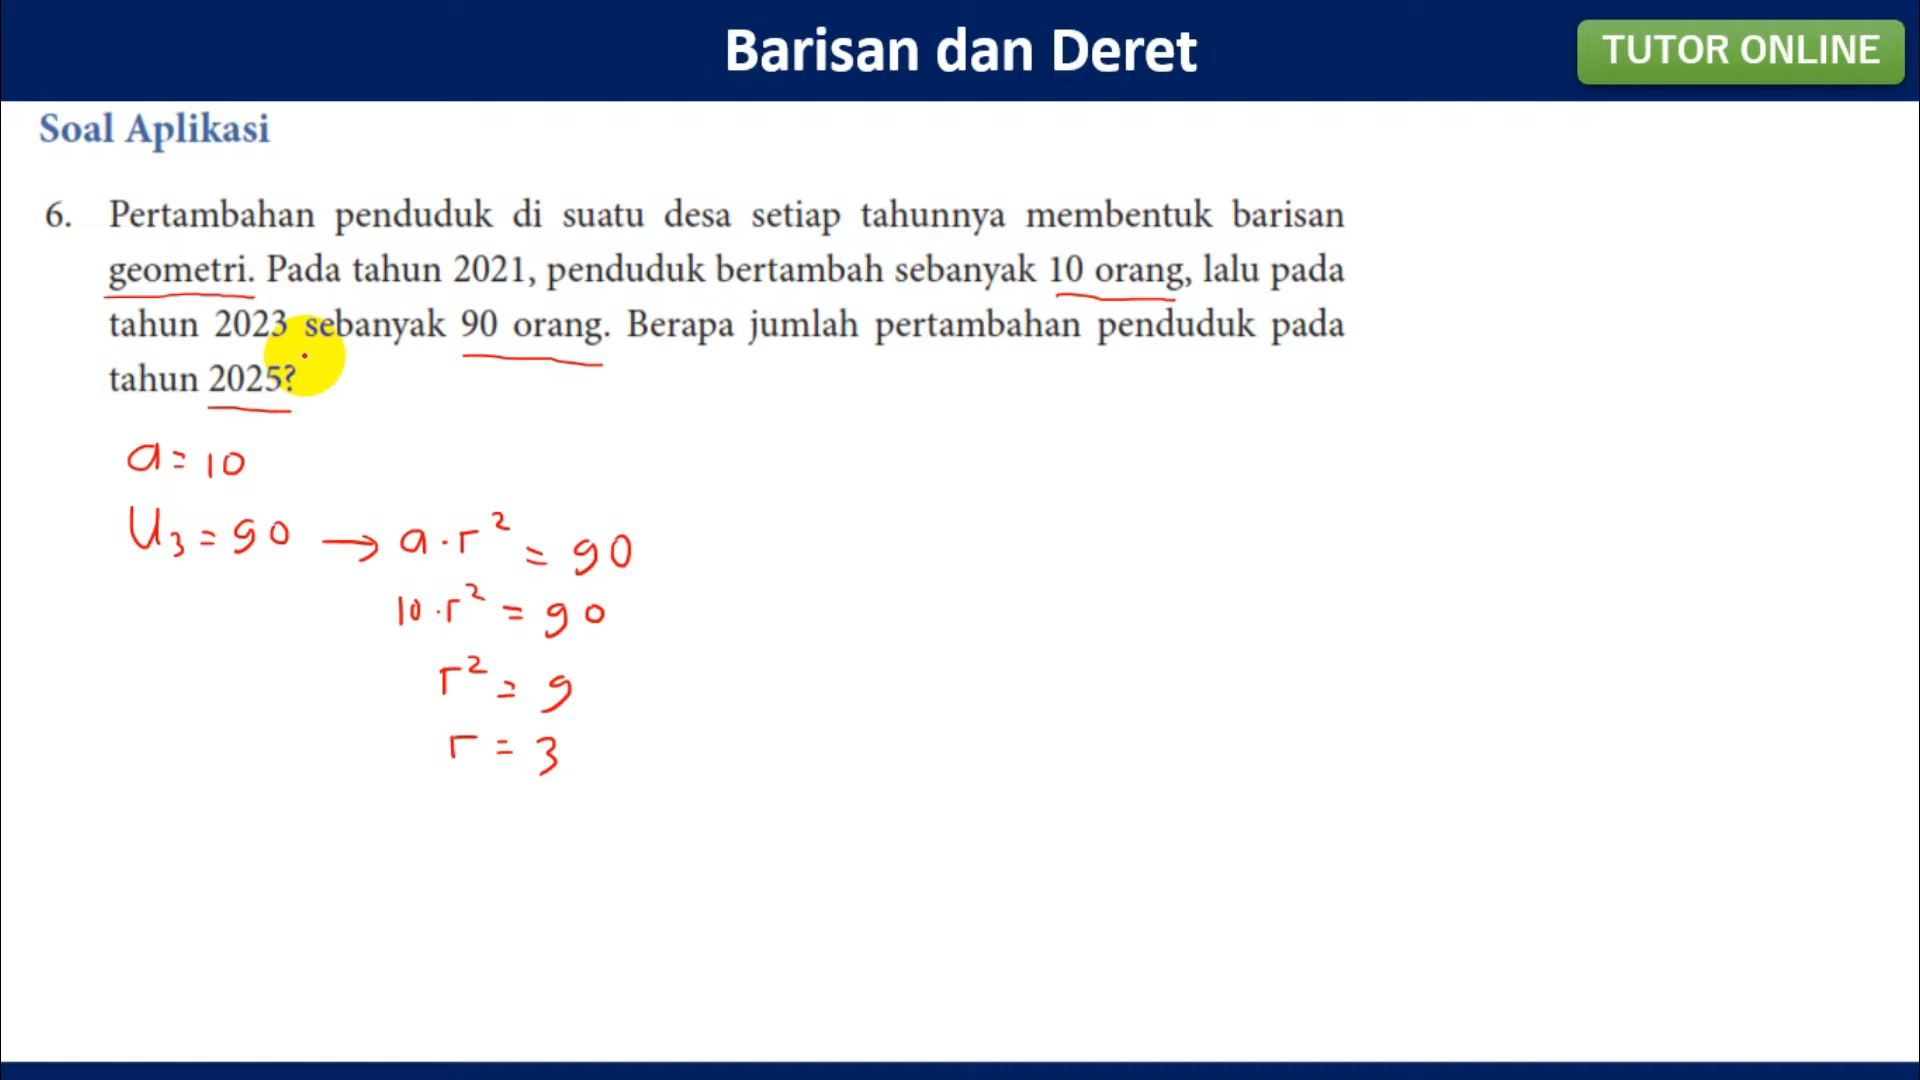 Barisan dan Deret
TUTOR ONLINE
Soal Aplikasi
6. Pertambahan penduduk di suatu desa setiap tahunnya membentuk barisan
geometri. Pada tahun 2021, penduduk bertambah sebanyak 10 orang, lalu pada
tahun 2023 sebanyak 90 orang. Berapa jumlah pertambahan penduduk pada
tahun 2025?
a = 10
U₃ = 90 → a · r² = 90
10 · r² = 90
r² = 9
r = 3